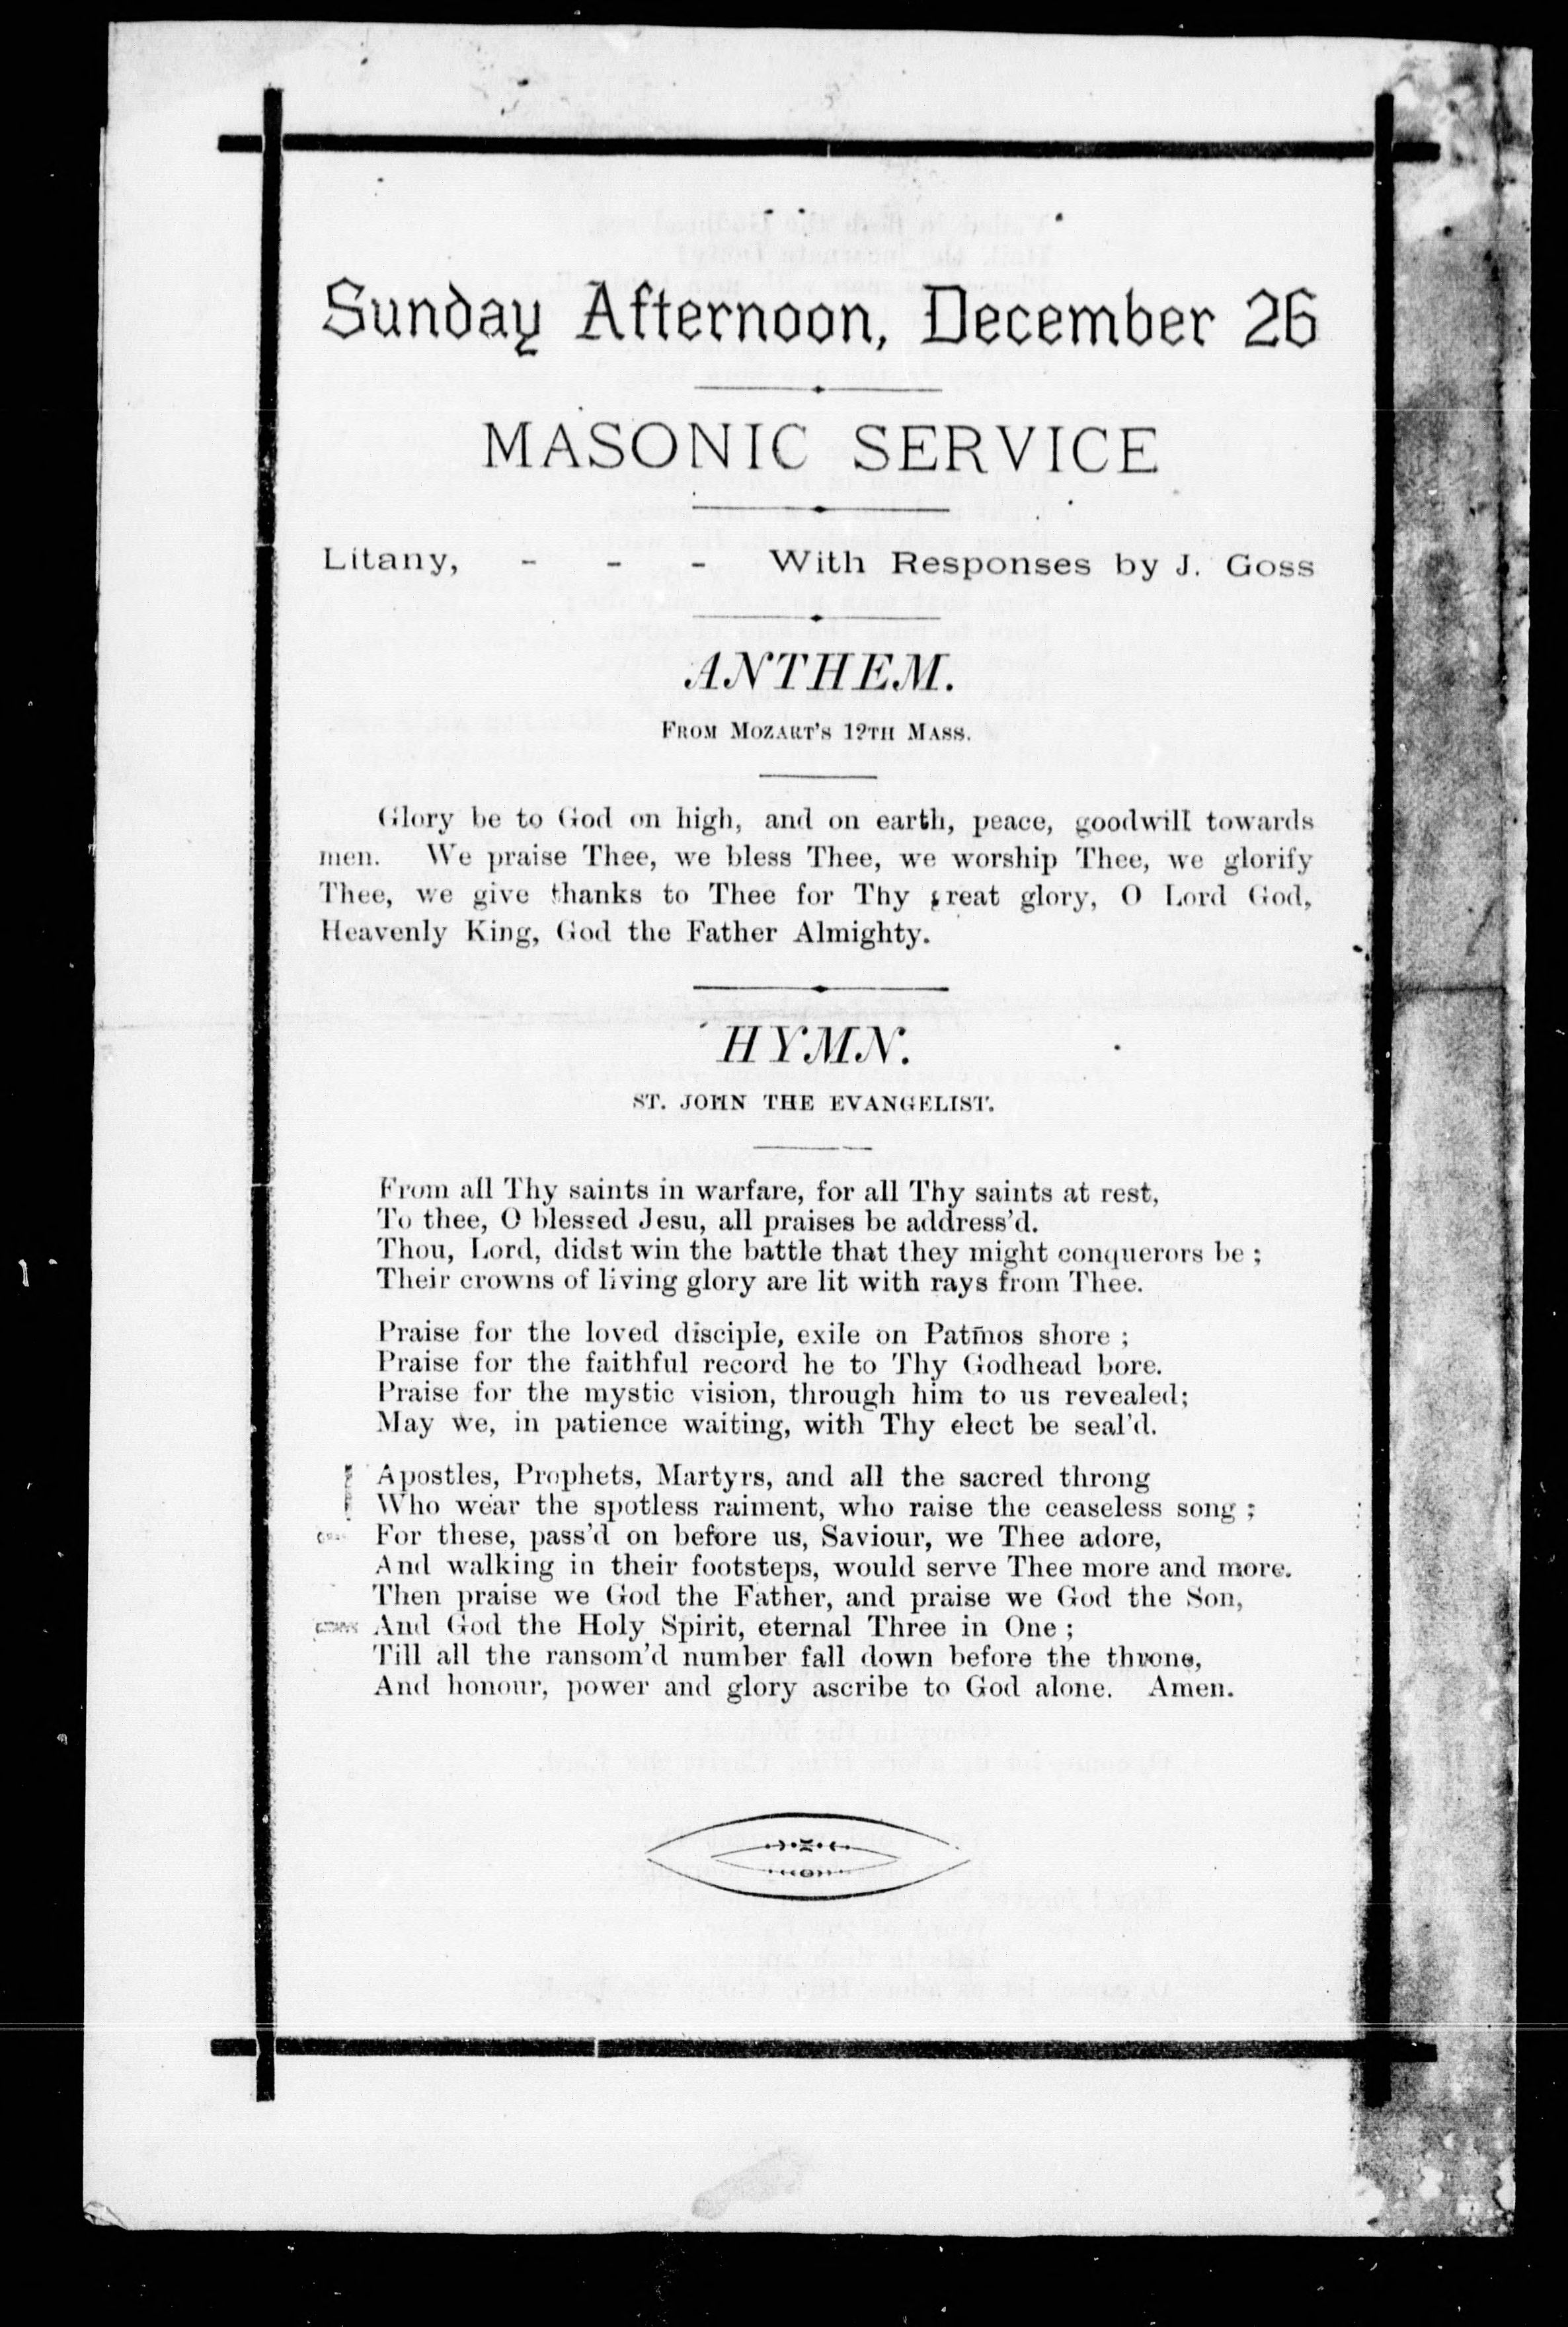 Sunday Afternoon, December 26
MASONIC SERVICE
Litany, - - - With Responses by J. Goss
ANTHEM.
FROM MOZART'S 12TH MASS.
Glory be to God on high, and on earth, peace, goodwill towards
men. We praise Thee, we bless Thee, we worship Thee, we glorify
Thee, we give thanks to Thee for Thy great glory, O Lord God,
Heavenly King, God the Father Almighty.
HYMN.
ST. JOHN THE EVANGELIST.
From all Thy saints in warfare, for all Thy saints at rest,
To thee, O blessed Jesu, all praises be address'd.
Thou, Lord, didst win the battle that they might conquerors be ;
Their crowns of living glory are lit with rays from Thee.
Praise for the loved disciple, exile on Patmos shore ;
Praise for the faithful record he to Thy Godhead bore.
Praise for the mystic vision, through him to us revealed;
May we, in patience waiting, with Thy elect be seal'd.
Apostles, Prophets, Martyrs, and all the sacred throng
Who wear the spotless raiment, who raise the ceaseless song ;
For these, pass'd on before us, Saviour, we Thee adore,
And walking in their footsteps, would serve Thee more and more.
Then praise we God the Father, and praise we God the Son,
And God the Holy Spirit, eternal Three in One ;
Till all the ransom'd number fall down before the throne,
And honour, power and glory ascribe to God alone. Amen.